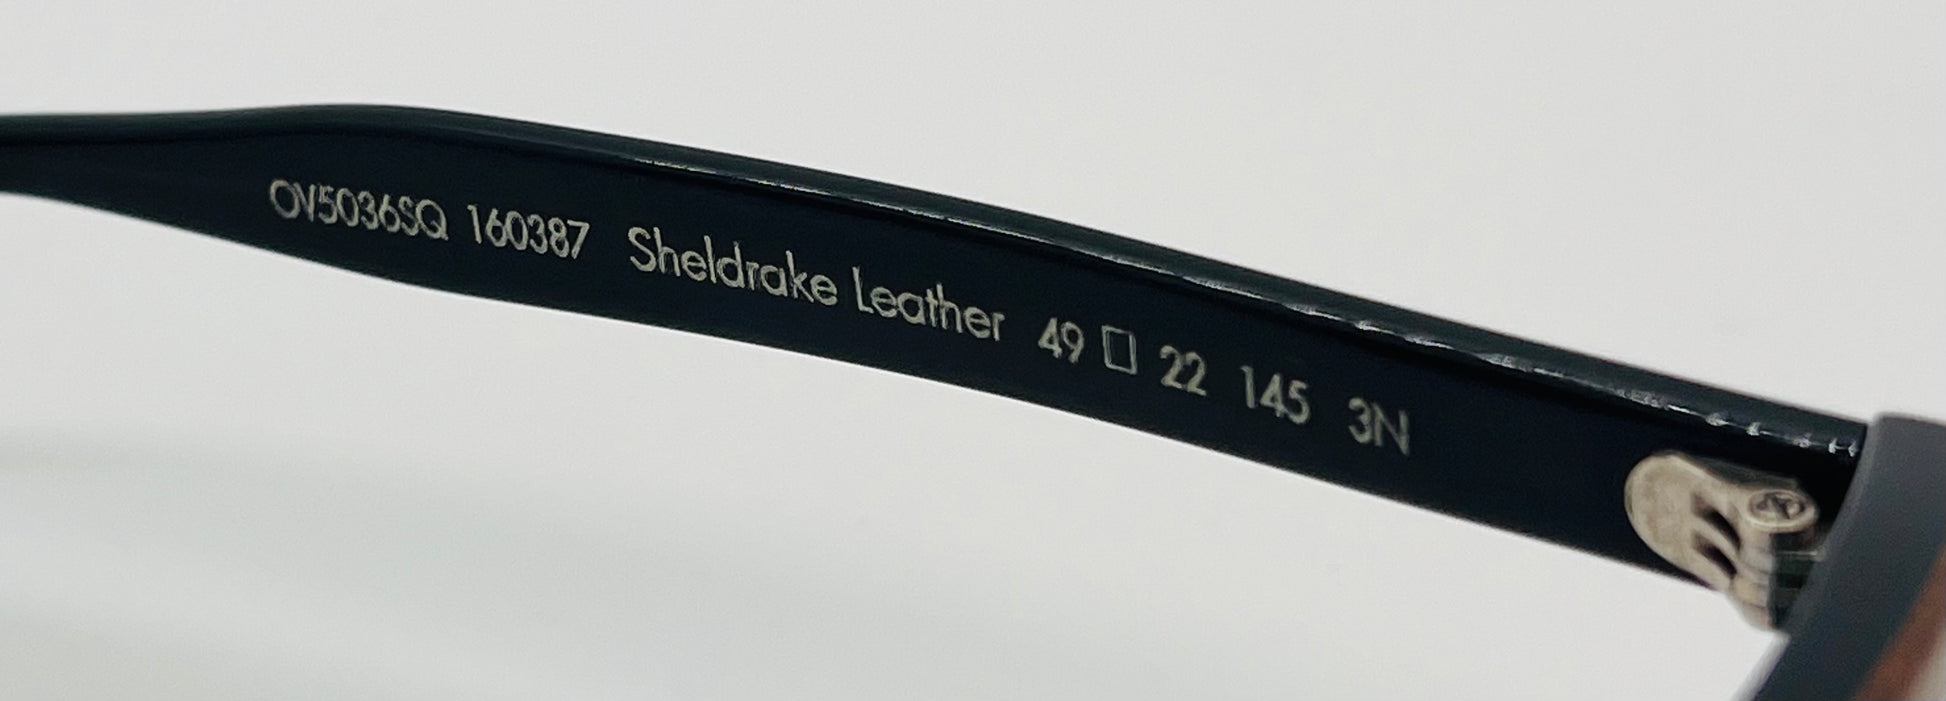 OV5036SQ 160387 Sheldrake Leather 49 □ 22 145 3N